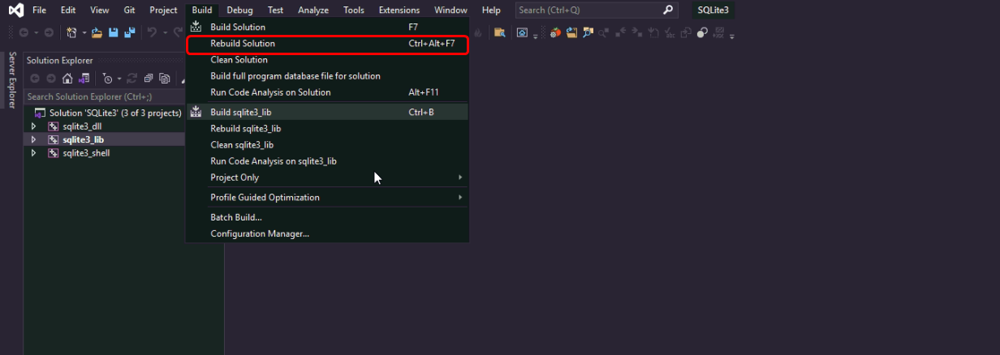 File Edit View Git Project Build Debug Test Analyze Tools Extensions Window Help Search (Ctrl+Q) SQLite3
Build Solution F7
Rebuild Solution Ctrl+Alt+F7
Clean Solution
Build full program database file for solution
Run Code Analysis on Solution Alt+F11
Build sqlite3_lib Ctrl+B
Rebuild sqlite3_lib
Clean sqlite3_lib
Run Code Analysis on sqlite3_lib
Project Only
Profile Guided Optimization
Batch Build...
Configuration Manager...
Server Explorer
Solution Explorer
Search Solution Explorer (Ctrl+;)
Solution 'SQLite3' (3 of 3 projects)
sqlite3_dll
sqlite3_lib
sqlite3_shell